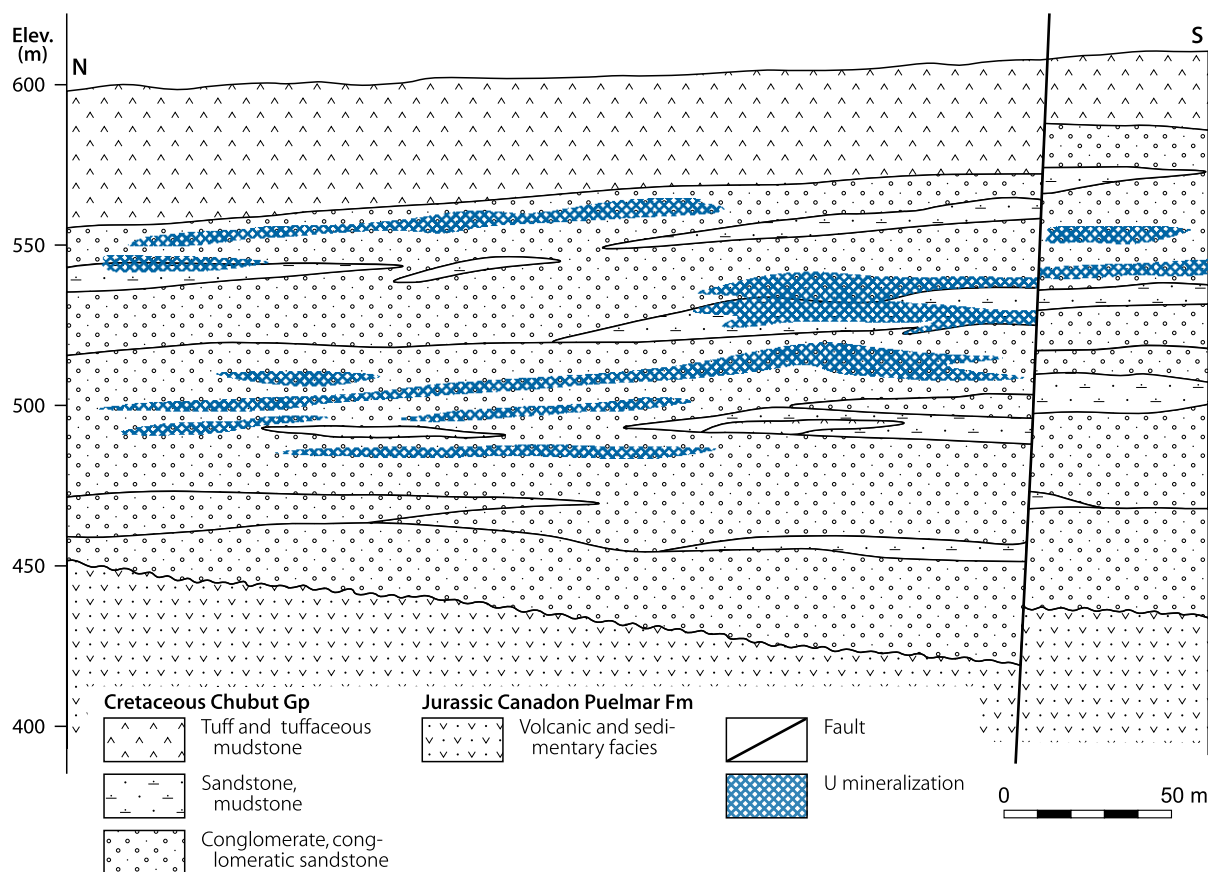 Elev.
(m)
N
S
600
550
500
450
400
Cretaceous Chubut Gp
Tuff and tuffaceous
mudstone
Sandstone,
mudstone
Conglomerate, cong-
lomeratic sandstone
Jurassic Canadon Puelmar Fm
Volcanic and sedi-
mentary facies
Fault
U mineralization
0 50 m